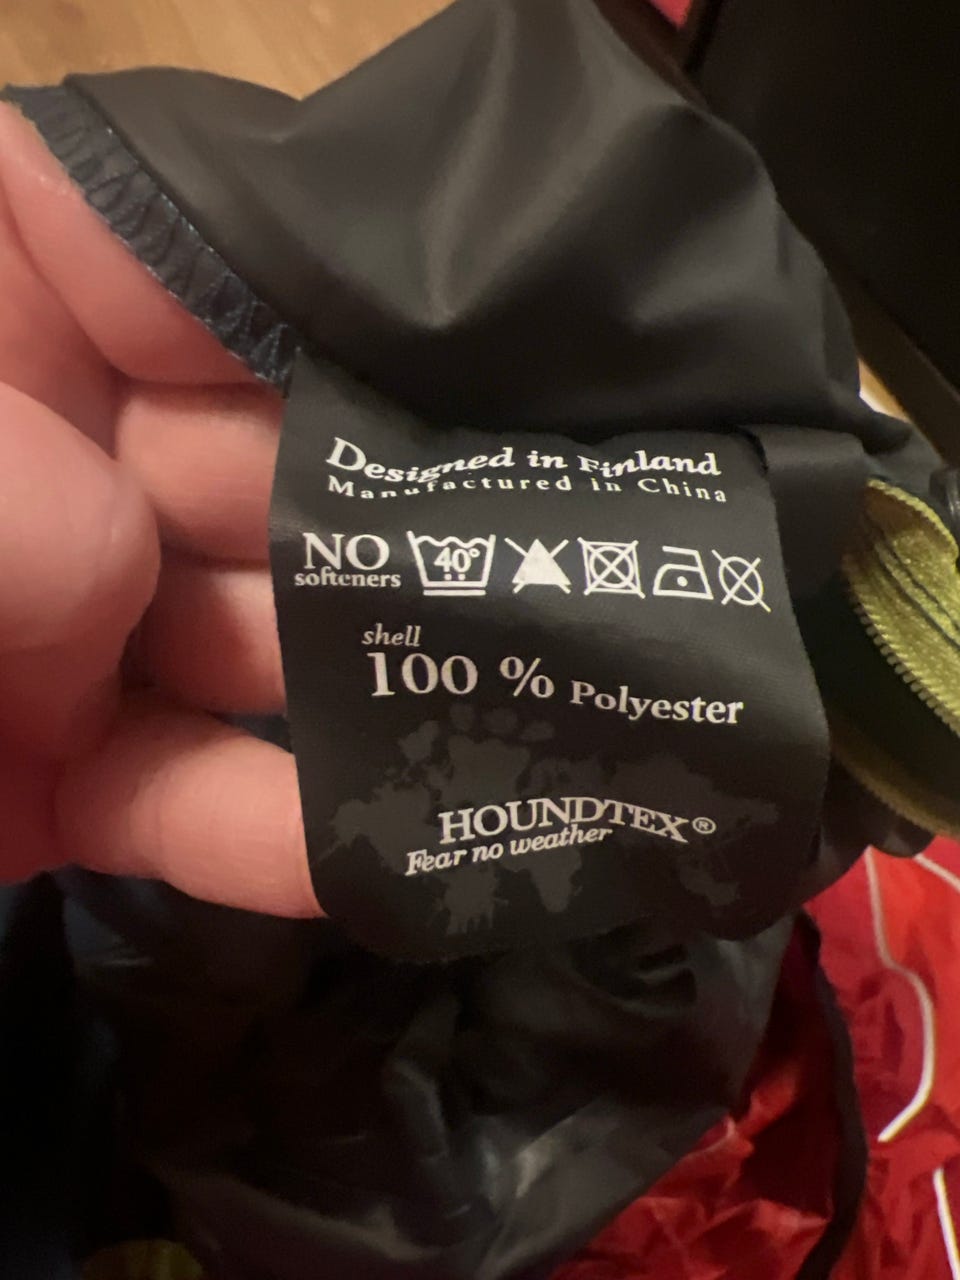 Designed in Finland
Manufactured in China
NO
softeners
40°
shell
100 % Polyester
HOUNDTEX®
Fear no weather